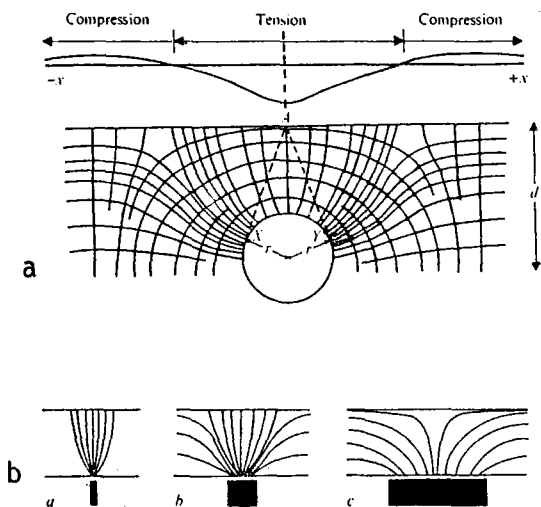 Compression Tension Compression
−x +x
A
d
r r
a
b
a b c